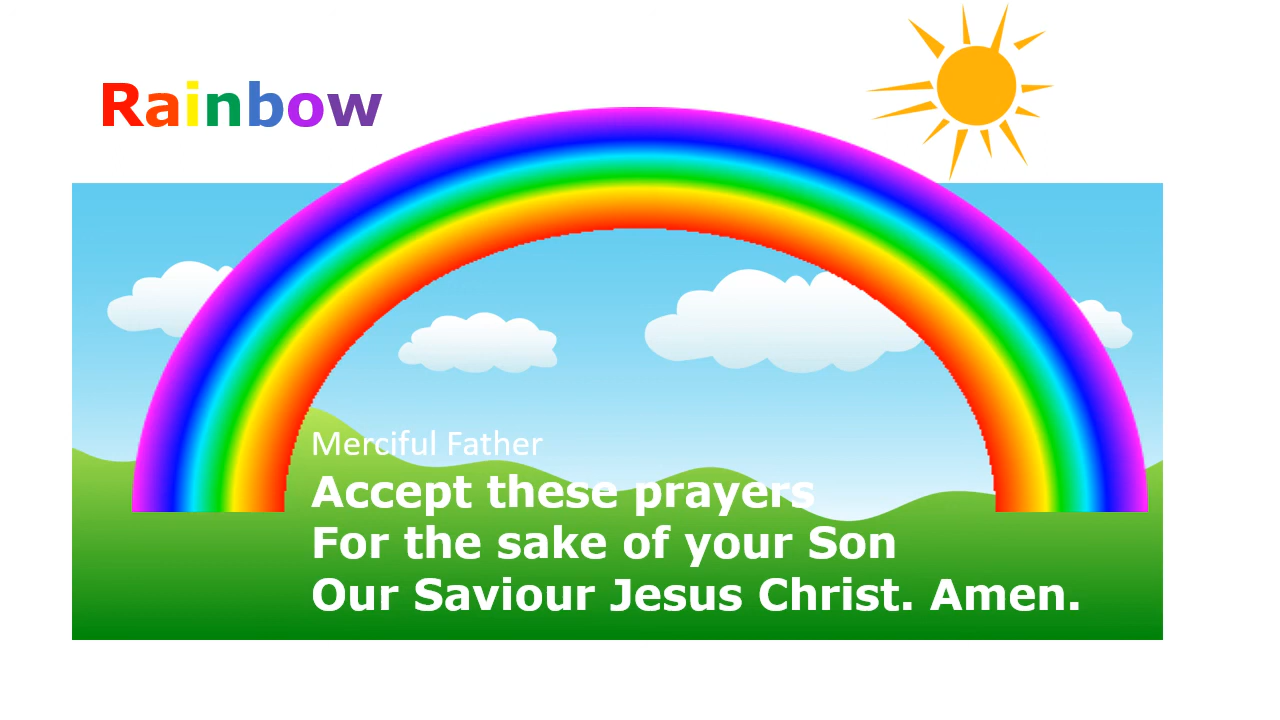 Rainbow
Merciful Father
Accept these prayers
For the sake of your Son
Our Saviour Jesus Christ. Amen.